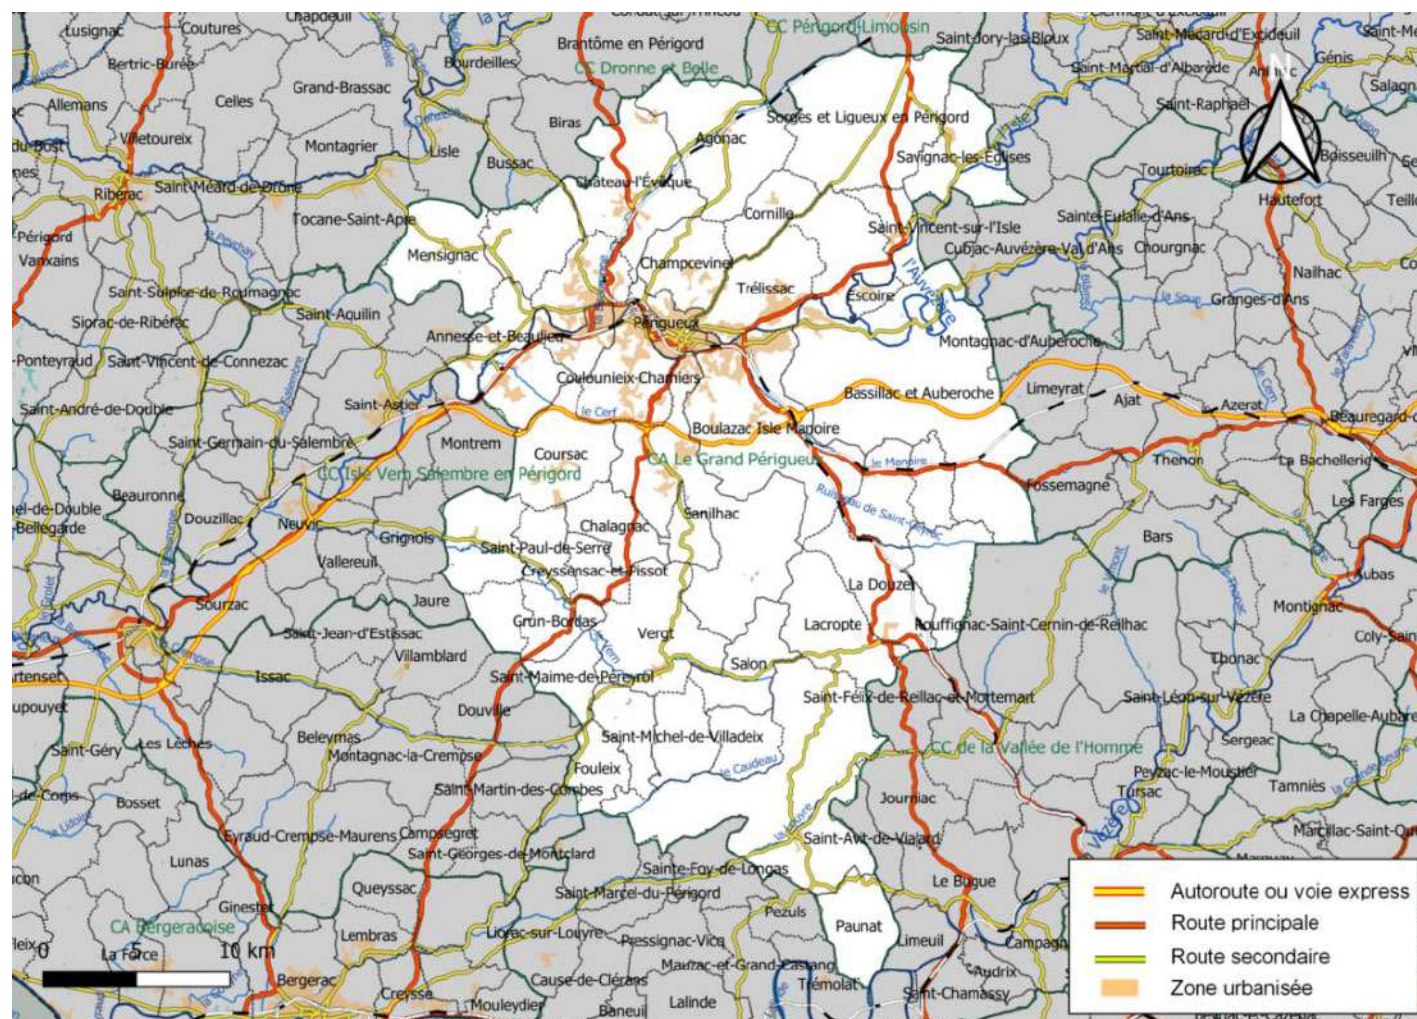 Lusignac
Coutures
Chapdeuil
CC Périgord-Limousin
Saint-Jory-las-Bloux
Saint-Médard-d'Excideuil
Génis
Bertric-Burée
Brantôme en Périgord
Bourdeilles
CC Dronne et Belle
Saint-Martial-d'Albarède
N
Allemans
Celles
Grand-Brassac
Saint-Raphaël
Villetoureix
Montagrier
Lisle
Biras
Agonac
Sorges et Ligueux en Périgord
l'Isle
Boisseuilh
Bussac
Savignac-les-Églises
Tourtoirac
Ribérac
Saint-Méard-de-Drône
Château-l'Évêque
Hautefort
Tocane-Saint-Apre
Cornille
Saint-Vincent-sur-l'Isle
Sainte-Eulalie-d'Ans
Vanxains
Mensignac
Champcevinel
Cubjac-Auvézère-Val d'Ans
Chourgnac
Nailhac
l'Auvézère
Saint-Sulpice-de-Roumagnac
Trélissac
Escoire
Granges-d'Ans
Siorac-de-Ribérac
Saint-Aquilin
Périgueux
Annesse-et-Beaulieu
Montagnac-d'Auberoche
Saint-Vincent-de-Connezac
Coulounieix-Chamiers
Bassillac et Auberoche
Limeyrat
Ajat
Azerat
Saint-André-de-Double
Saint-Astier
le Cerf
Boulazac Isle Manoire
Saint-Germain-du-Salembre
Montrem
Coursac
CA Le Grand Périgueux
le Manoire
Thenon
La Bachellerie
CC Isle Vern Salembre en Périgord
Beauronne
Fossemagne
Les Farges
Douzillac
Neuvic
Sanilhac
Chalagnac
Bars
Grignols
Saint-Paul-de-Serre
Vallereuil
Creyssensac-et-Pissot
La Douze
Aubas
Sourzac
Jaure
Grun-Bordas
Lacropte
Rouffignac-Saint-Cernin-de-Reilhac
Montignac
Saint-Jean-d'Estissac
Vergt
Villamblard
Salon
Thonac
Issac
Saint-Maime-de-Péreyrol
Saint-Félix-de-Reillac-et-Mortemart
Saint-Léon-sur-Vézère
Douville
Saint-Géry
Les Lèches
Beleymas
Saint-Michel-de-Villadeix
CC de la Vallée de l'Homme
Sergeac
Montagnac-la-Crempse
Fouleix
le Caudeau
Peyzac-le-Moustier
Tursac
Tamniès
Bosset
Saint-Martin-des-Combes
Journiac
Eyraud-Crempse-Maurens
Campsegret
la Louyre
Saint-Avit-de-Vialard
Vézère
Lunas
Saint-Georges-de-Montclard
Sainte-Foy-de-Longas
Queyssac
Saint-Marcel-du-Périgord
Le Bugue
Autoroute ou voie express
Ginestet
Pezuls
Paunat
Route principale
CA Bergeracoise
Lembras
Liorac-sur-Louyre
Pressignac-Vicq
Limeuil
0 5 10 km
La Force
Mauzac-et-Grand-Castang
Route secondaire
Bergerac
Creysse
Cause-de-Clérans
Trémolat
Audrix
Zone urbanisée
Mouleydier
Baneuil
Lalinde
Saint-Chamassy